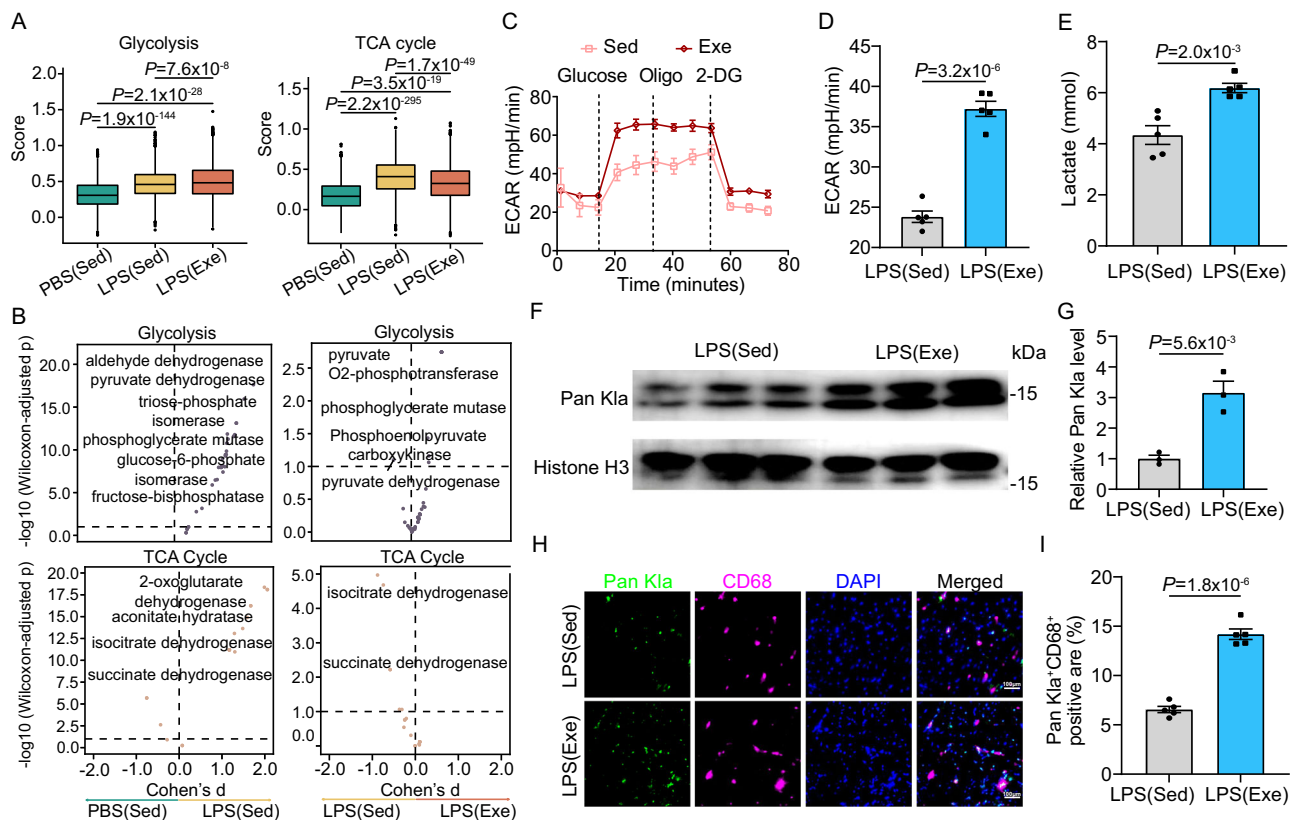 A
Glycolysis
P=7.6x10-8
P=2.1x10-28
P=1.9x10-144
Score
2.0
1.5
1.0
0.5
0.0
PBS(Sed)
LPS(Sed)
LPS(Exe)
TCA cycle
P=1.7x10-49
P=3.5x10-19
P=2.2x10-295
Score
1.5
1.0
0.5
0.0
PBS(Sed)
LPS(Sed)
LPS(Exe)
C
Sed Exe
Glucose Oligo 2-DG
ECAR (mpH/min)
100
80
60
40
20
0
0 20 40 60 80
Time (minutes)
D
P=3.2x10-6
ECAR (mpH/min)
40
35
30
25
20
LPS(Sed)
LPS(Exe)
E
P=2.0x10-3
Lactate (mmol)
8
6
4
2
0
LPS(Sed)
LPS(Exe)
B
Glycolysis
-log10 (Wilcoxon-adjusted p)
20.0
15.0
10.0
5.0
0.0
aldehyde dehydrogenase
pyruvate dehydrogenase
triose-phosphate
isomerase
phosphoglycerate mutase
glucose-6-phosphate
isomerase
fructose-bisphosphatase
Glycolysis
2.5
2.0
1.5
1.0
0.5
0.0
pyruvate
O2-phosphotransferase
phosphoglycerate mutase
Phosphoenolpyruvate
carboxykinase
pyruvate dehydrogenase
TCA Cycle
-log10 (Wilcoxon-adjusted p)
20.0
17.5
15.0
12.5
10.0
7.5
5.0
2.5
0.0
2-oxoglutarate
dehydrogenase
aconitate hydratase
isocitrate dehydrogenase
succinate dehydrogenase
-2.0 -1.0 0.0 1.0 2.0
Cohen's d
PBS(Sed) LPS(Sed)
TCA Cycle
5.0
4.0
3.0
2.0
1.0
0.0
isocitrate dehydrogenase
succinate dehydrogenase
-2.0 -1.0 0.0 1.0 2.0
Cohen's d
LPS(Sed) LPS(Exe)
F
LPS(Sed) LPS(Exe) kDa
Pan Kla
-15
Histone H3
-15
G
P=5.6x10-3
Relative Pan Kla level
5
4
3
2
1
0
LPS(Sed)
LPS(Exe)
H
Pan Kla CD68 DAPI Merged
LPS(Sed)
100μm
LPS(Exe)
100μm
I
P=1.8x10-6
Pan Kla+CD68+
positive are (%)
20
15
10
5
0
LPS(Sed)
LPS(Exe)